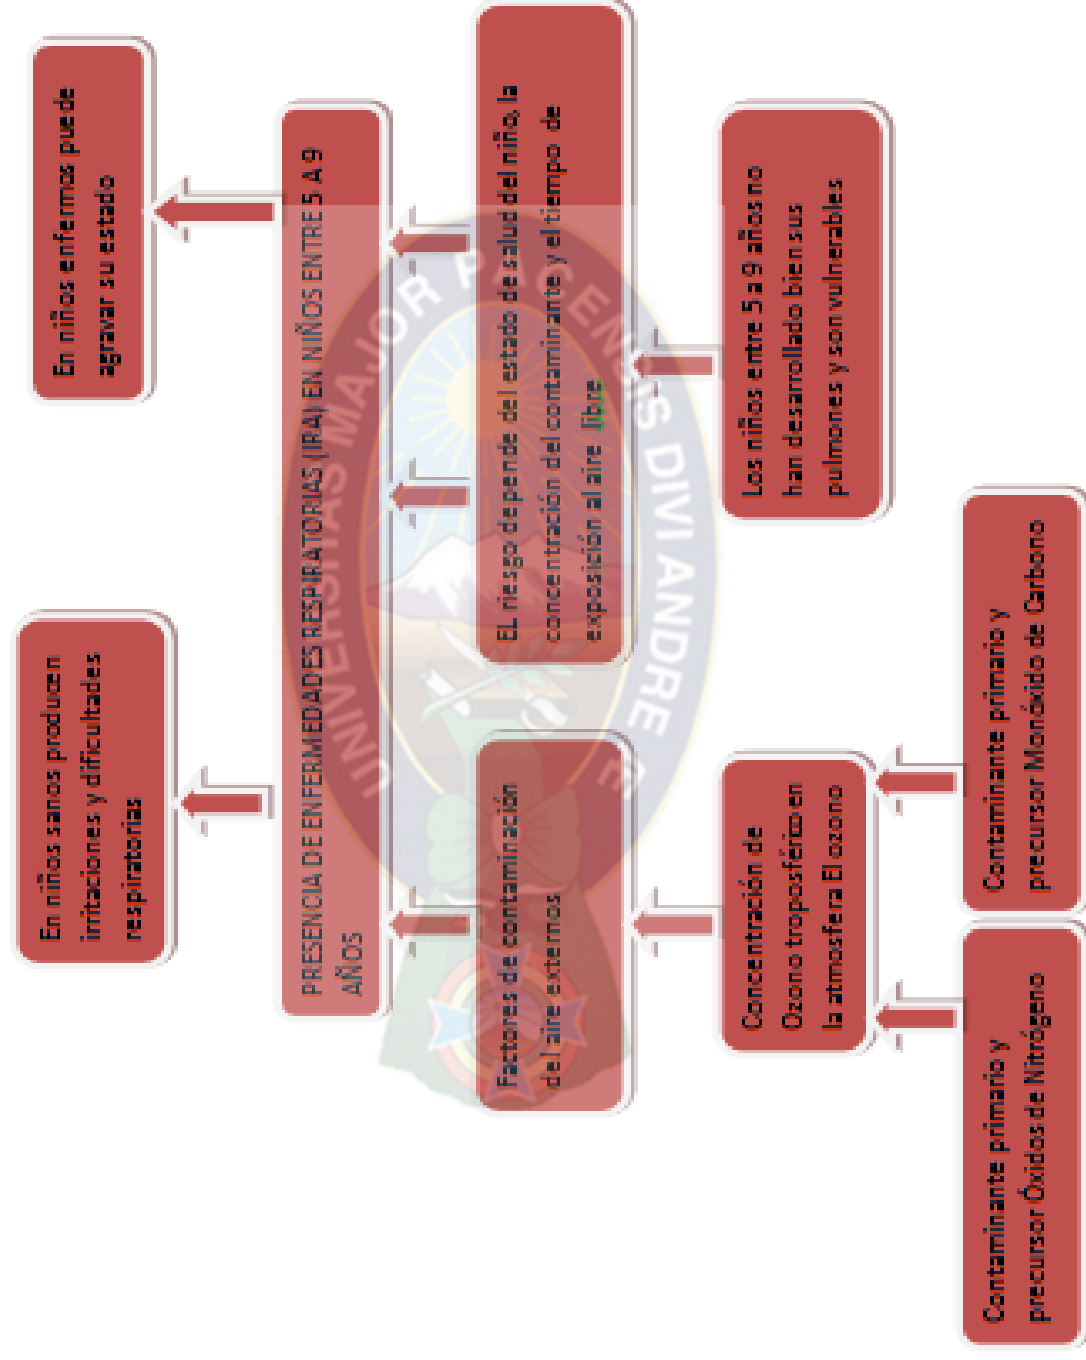 En niños sanos producen
irritaciones y dificultades
respiratorias
En niños enfermos puede
agravar su estado
PRESENCIA DE ENFERMEDADES RESPIRATORIAS (IRA) EN NIÑOS ENTRE 5 A 9
AÑOS
Factores de contaminación
del aire externos
EL riesgo depende del estado de salud del niño, la
concentración del contaminante y el tiempo de
exposición al aire libre
Concentración de
Ozono troposférico en
la atmosfera El ozono
Los niños entre 5 a 9 años no
han desarrollado bien sus
pulmones y son vulnerables
Contaminante primario y
precursor Óxidos de Nitrógeno
Contaminante primario y
precursor Monóxido de Carbono
UNIVERSITAS MAJOR PACENSIS DIVI ANDRE Æ